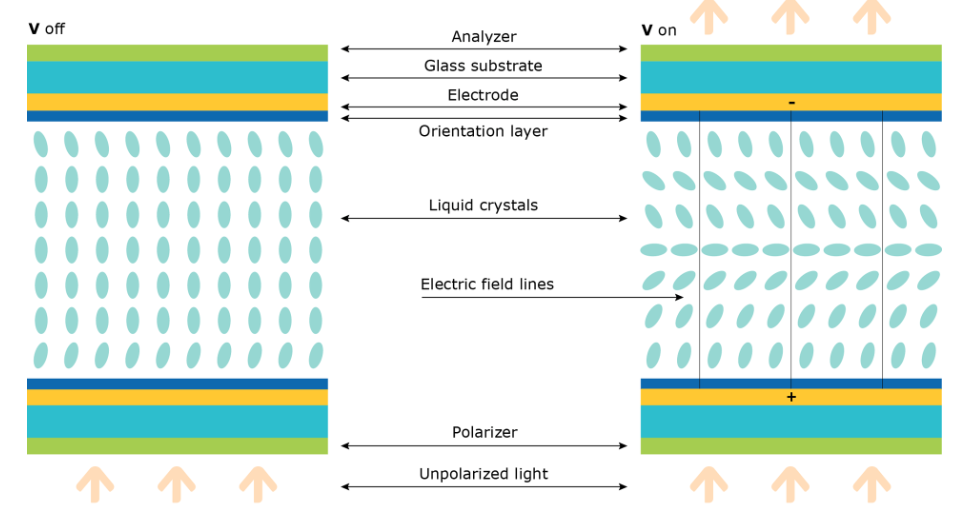 V off
V on
Analyzer
Glass substrate
Electrode
-
Orientation layer
Liquid crystals
Electric field lines
+
Polarizer
Unpolarized light